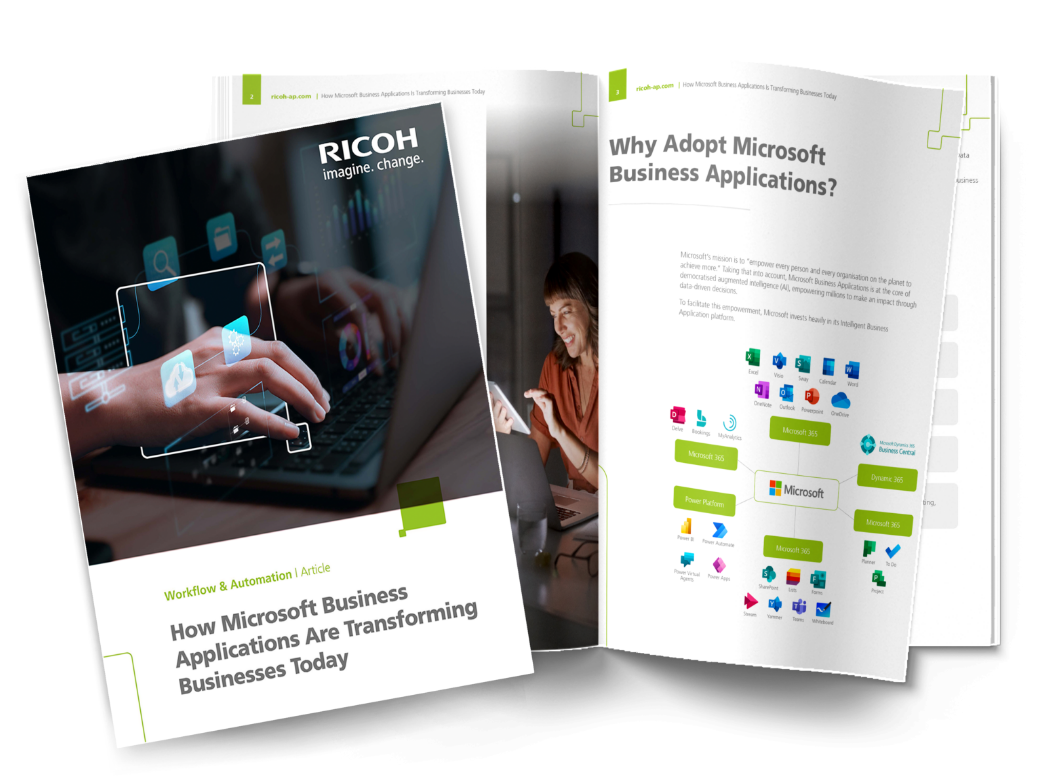 RICOH
imagine. change.
Workflow & Automation | Article
How Microsoft Business
Applications Are Transforming
Businesses Today
2
ricoh-ap.com | How Microsoft Business Applications Is Transforming Businesses Today
3
ricoh-ap.com | How Microsoft Business Applications Is Transforming Businesses Today
Why Adopt Microsoft
Business Applications?
Microsoft's mission is to "empower every person and every organisation on the planet to
achieve more." Taking that into account, Microsoft Business Applications is at the core of
democratised augmented intelligence (AI), empowering millions to make an impact through
data-driven decisions.
To facilitate this empowerment, Microsoft invests heavily in its Intelligent Business
Application platform.
Excel
Visio
Sway
Calendar
Word
OneNote
Outlook
Powerpoint
OneDrive
Microsoft 365
Delve
Bookings
MyAnalytics
Microsoft 365
Microsoft Dynamics 365
Business Central
Dynamic 365
Microsoft
Power Platform
Power BI
Power Automate
Power Virtual
Agents
Power Apps
Microsoft 365
Planner
To Do
Project
Microsoft 365
SharePoint
Forms
Stream
Yammer
Teams
Whiteboard